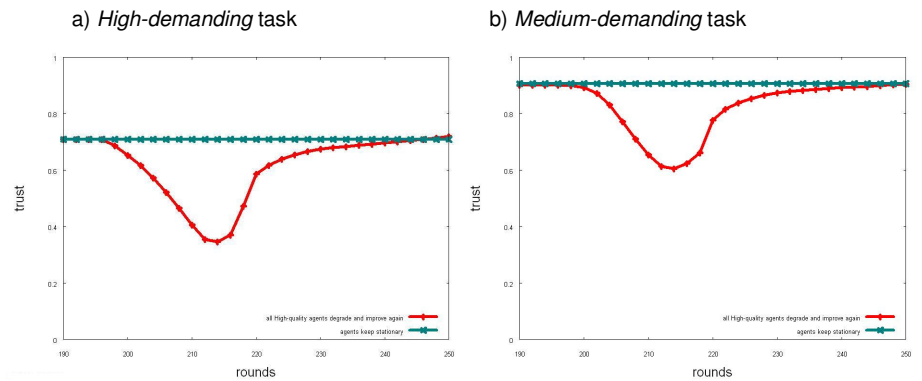 a) High-demanding task
b) Medium-demanding task
1
0.8
0.6
0.4
0.2
0
trust
all High-quality agents degrade and improve again
agents keep stationary
190 200 210 220 230 240 250
rounds
1
0.8
0.6
0.4
0.2
0
trust
all High-quality agents degrade and improve again
agents keep stationary
190 200 210 220 230 240 250
rounds